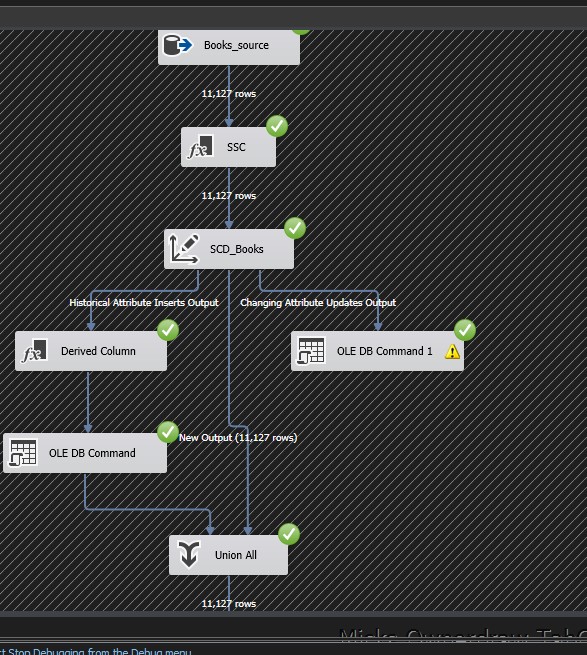 Books_source
11,127 rows
SSC
11,127 rows
SCD_Books
Historical Attribute Inserts Output
Changing Attribute Updates Output
Derived Column
OLE DB Command 1
New Output (11,127 rows)
OLE DB Command
Union All
11,127 rows
Stop Debugging from the Debug menu